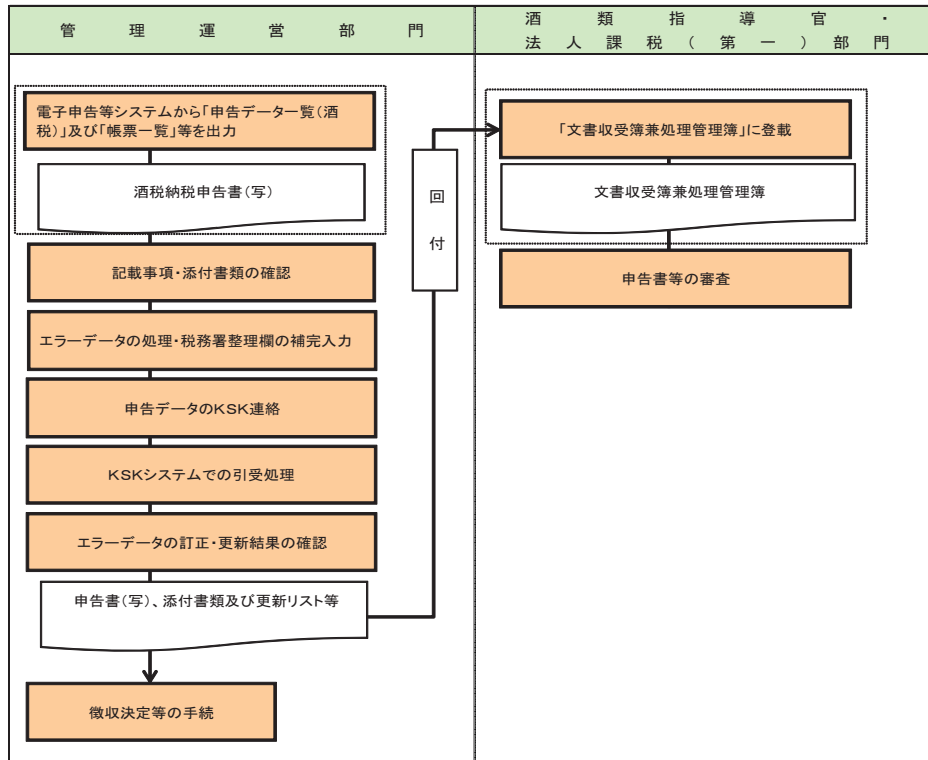 管理運営部門
酒類指導官・
法人課税(第一)部門
電子申告等システムから「申告データ一覧(酒
税)」及び「帳票一覧」等を出力
酒税納税申告書(写)
記載事項・添付書類の確認
エラーデータの処理・税務署整理欄の補完入力
申告データのKSK連絡
KSKシステムでの引受処理
エラーデータの訂正・更新結果の確認
申告書(写)、添付書類及び更新リスト等
徴収決定等の手続
回
付
「文書収受簿兼処理管理簿」に登載
文書収受簿兼処理管理簿
申告書等の審査